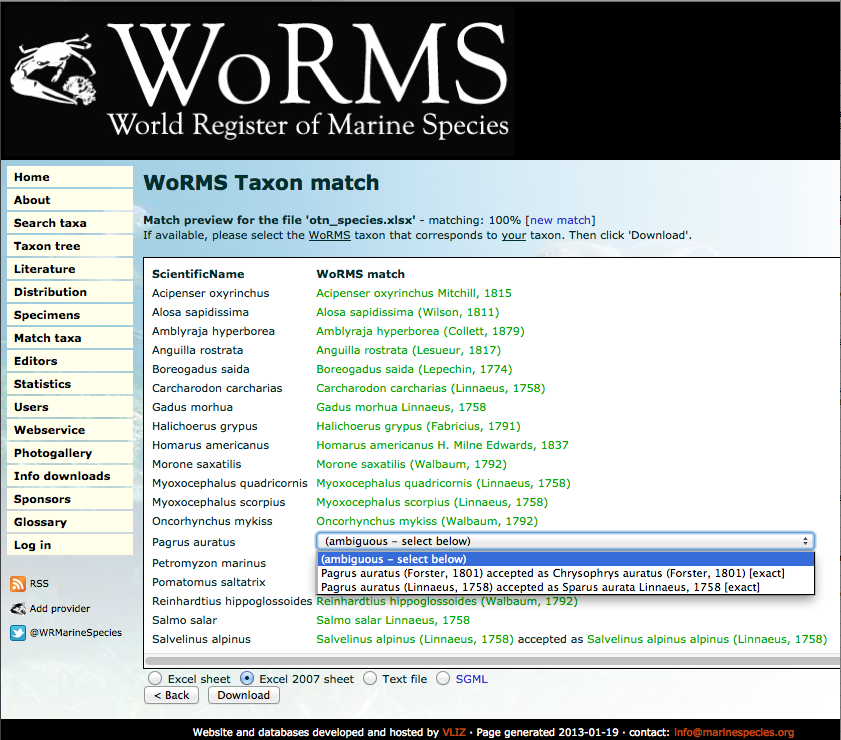 WoRMS
World Register of Marine Species
Home
About
Search taxa
Taxon tree
Literature
Distribution
Specimens
Match taxa
Editors
Statistics
Users
Webservice
Photogallery
Info downloads
Sponsors
Glossary
Log in
RSS
Add provider
@WRMarineSpecies
WoRMS Taxon match
Match preview for the file 'otn_species.xlsx' - matching: 100% [new match]
If available, please select the WoRMS taxon that corresponds to your taxon. Then click 'Download'.
ScientificName WoRMS match
Acipenser oxyrinchus Acipenser oxyrinchus Mitchill, 1815
Alosa sapidissima Alosa sapidissima (Wilson, 1811)
Amblyraja hyperborea Amblyraja hyperborea (Collett, 1879)
Anguilla rostrata Anguilla rostrata (Lesueur, 1817)
Boreogadus saida Boreogadus saida (Lepechin, 1774)
Carcharodon carcharias Carcharodon carcharias (Linnaeus, 1758)
Gadus morhua Gadus morhua Linnaeus, 1758
Halichoerus grypus Halichoerus grypus (Fabricius, 1791)
Homarus americanus Homarus americanus H. Milne Edwards, 1837
Morone saxatilis Morone saxatilis (Walbaum, 1792)
Myoxocephalus quadricornis Myoxocephalus quadricornis (Linnaeus, 1758)
Myoxocephalus scorpius Myoxocephalus scorpius (Linnaeus, 1758)
Oncorhynchus mykiss Oncorhynchus mykiss (Walbaum, 1792)
Pagrus auratus (ambiguous - select below)
(ambiguous - select below)
Petromyzon marinus Pagrus auratus (Forster, 1801) accepted as Chrysophrys auratus (Forster, 1801) [exact]
Pomatomus saltatrix Pagrus auratus (Linnaeus, 1758) accepted as Sparus aurata Linnaeus, 1758 [exact]
Reinhardtius hippoglossoides Reinhardtius hippoglossoides (Walbaum, 1792)
Salmo salar Salmo salar Linnaeus, 1758
Salvelinus alpinus Salvelinus alpinus (Linnaeus, 1758) accepted as Salvelinus alpinus alpinus (Linnaeus, 1758)
Excel sheet Excel 2007 sheet Text file SGML
< Back Download
Website and databases developed and hosted by VLIZ · Page generated 2013-01-19 · contact: info@marinespecies.org